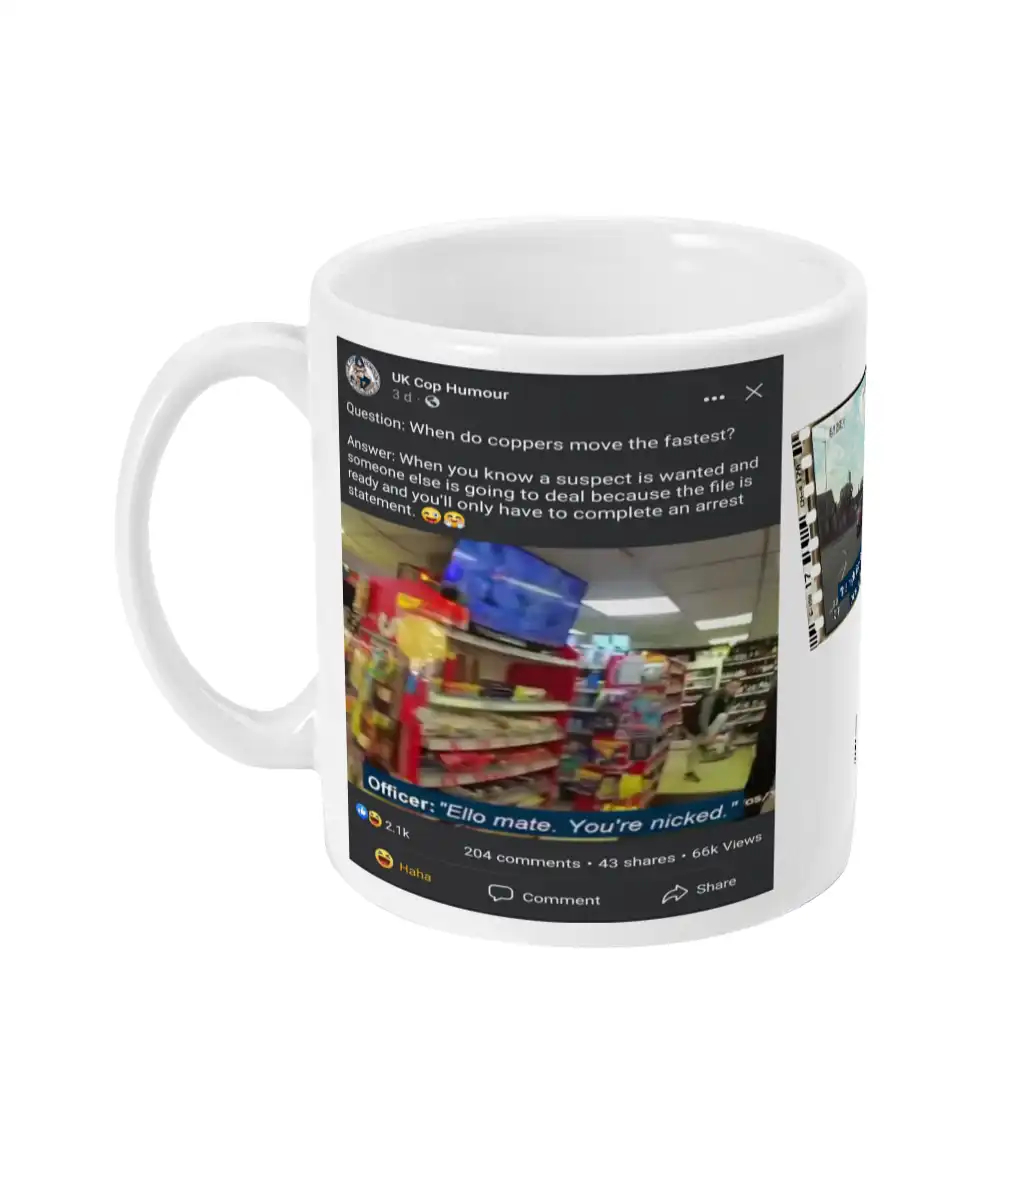 UK Cop Humour
3 d ·
Question: When do coppers move the fastest?
Answer: When you know a suspect is wanted and
someone else is going to deal because the file is
ready and you'll only have to complete an arrest
statement. 😜🤗
Officer: "Ello mate. You're nicked."
2.1k
204 comments • 43 shares • 66k Views
Haha
Comment
Share